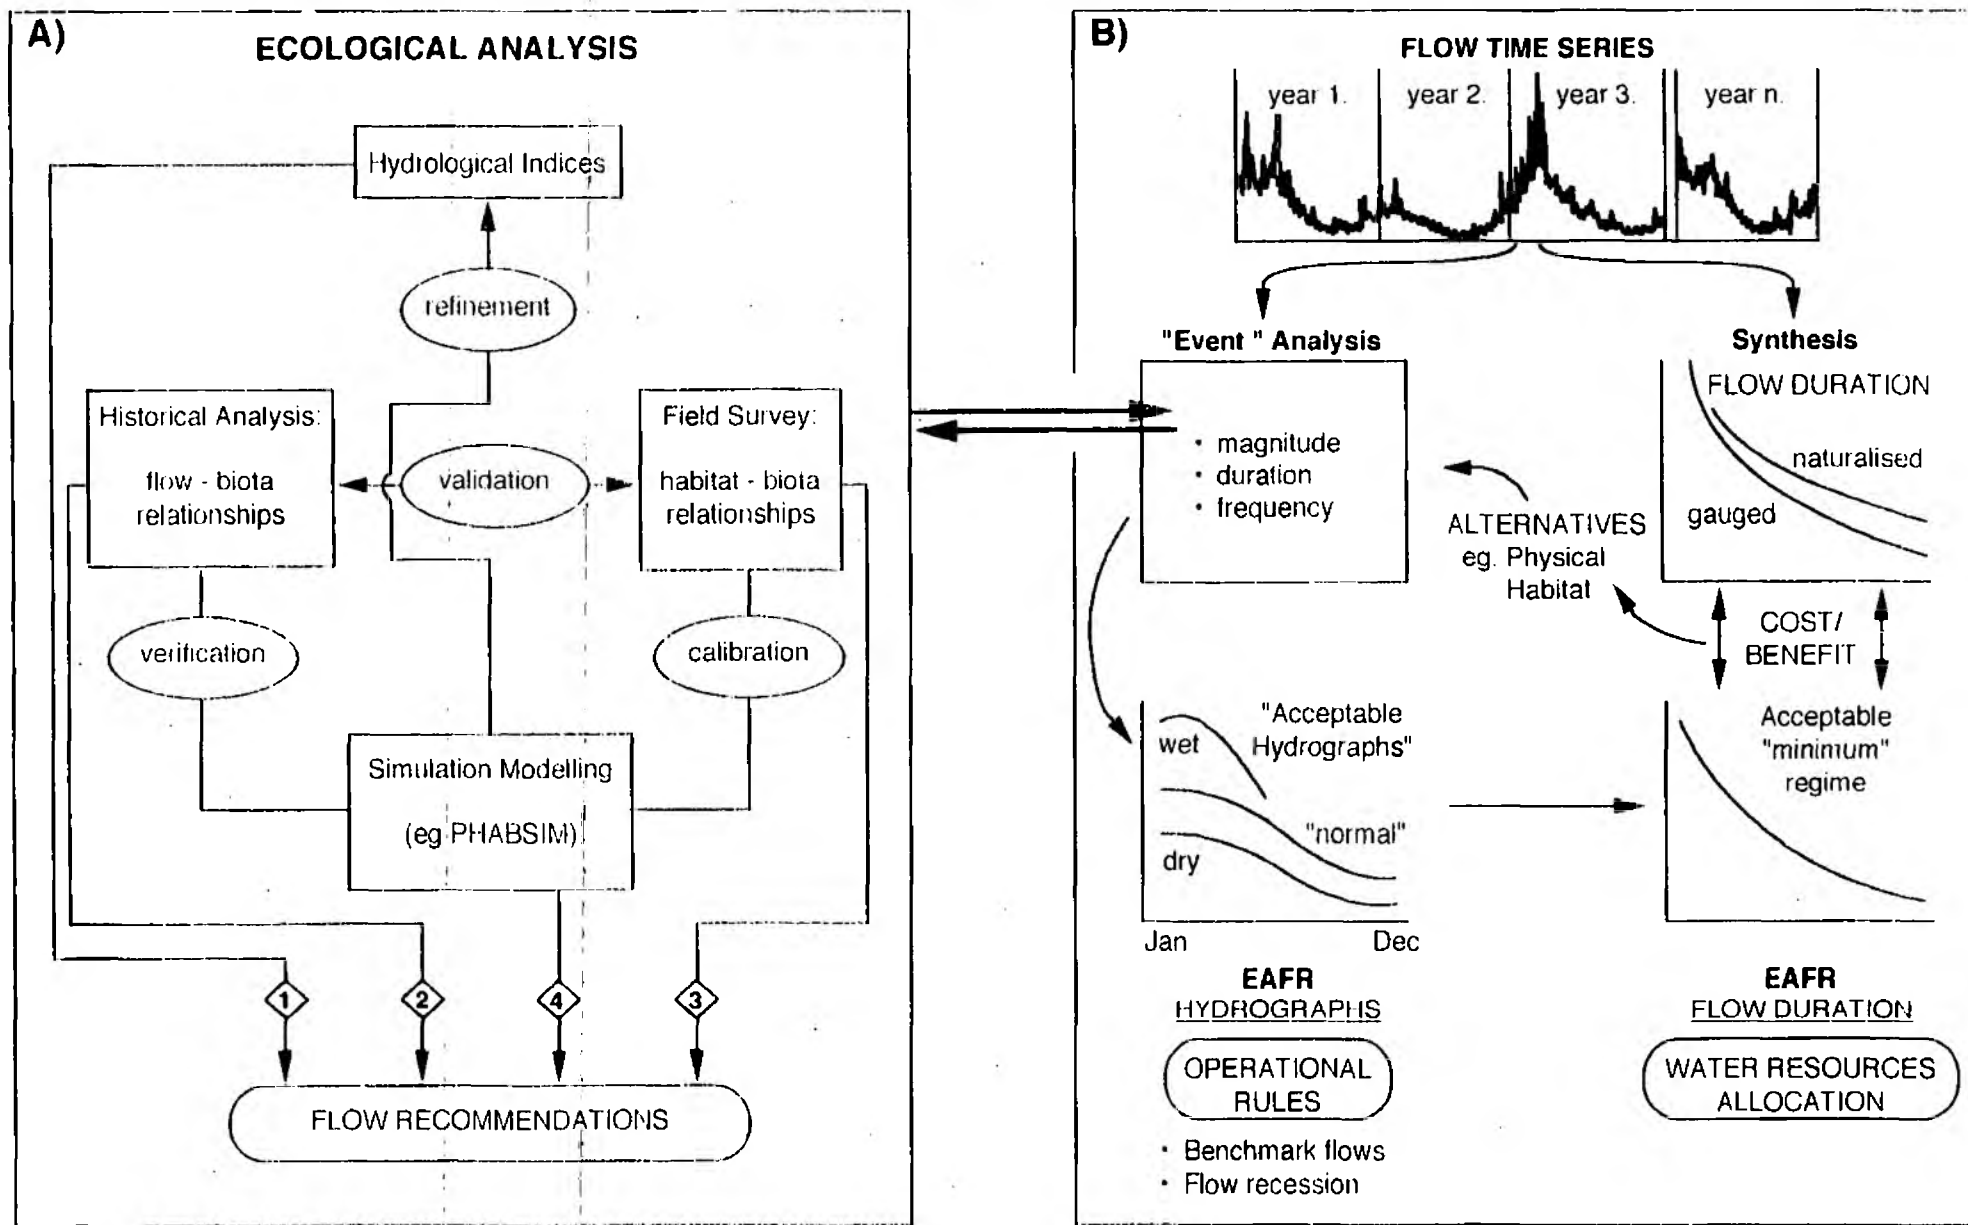 A)
ECOLOGICAL ANALYSIS
Hydrological Indices
refinement
Historical Analysis:
flow - biota
relationships
validation
Field Survey:
habitat - biota
relationships
verification
calibration
Simulation Modelling
(eg PHABSIM)
1
2
4
3
FLOW RECOMMENDATIONS
B)
FLOW TIME SERIES
year 1.
year 2.
year 3.
year n.
"Event " Analysis
• magnitude
• duration
• frequency
Synthesis
FLOW DURATION
naturalised
gauged
ALTERNATIVES
eg. Physical
Habitat
COST/
BENEFIT
"Acceptable
Hydrographs"
wet
"normal"
dry
Jan
Dec
Acceptable
"minimum"
regime
EAFR
HYDROGRAPHS
OPERATIONAL
RULES
• Benchmark flows
• Flow recession
EAFR
FLOW DURATION
WATER RESOURCES
ALLOCATION